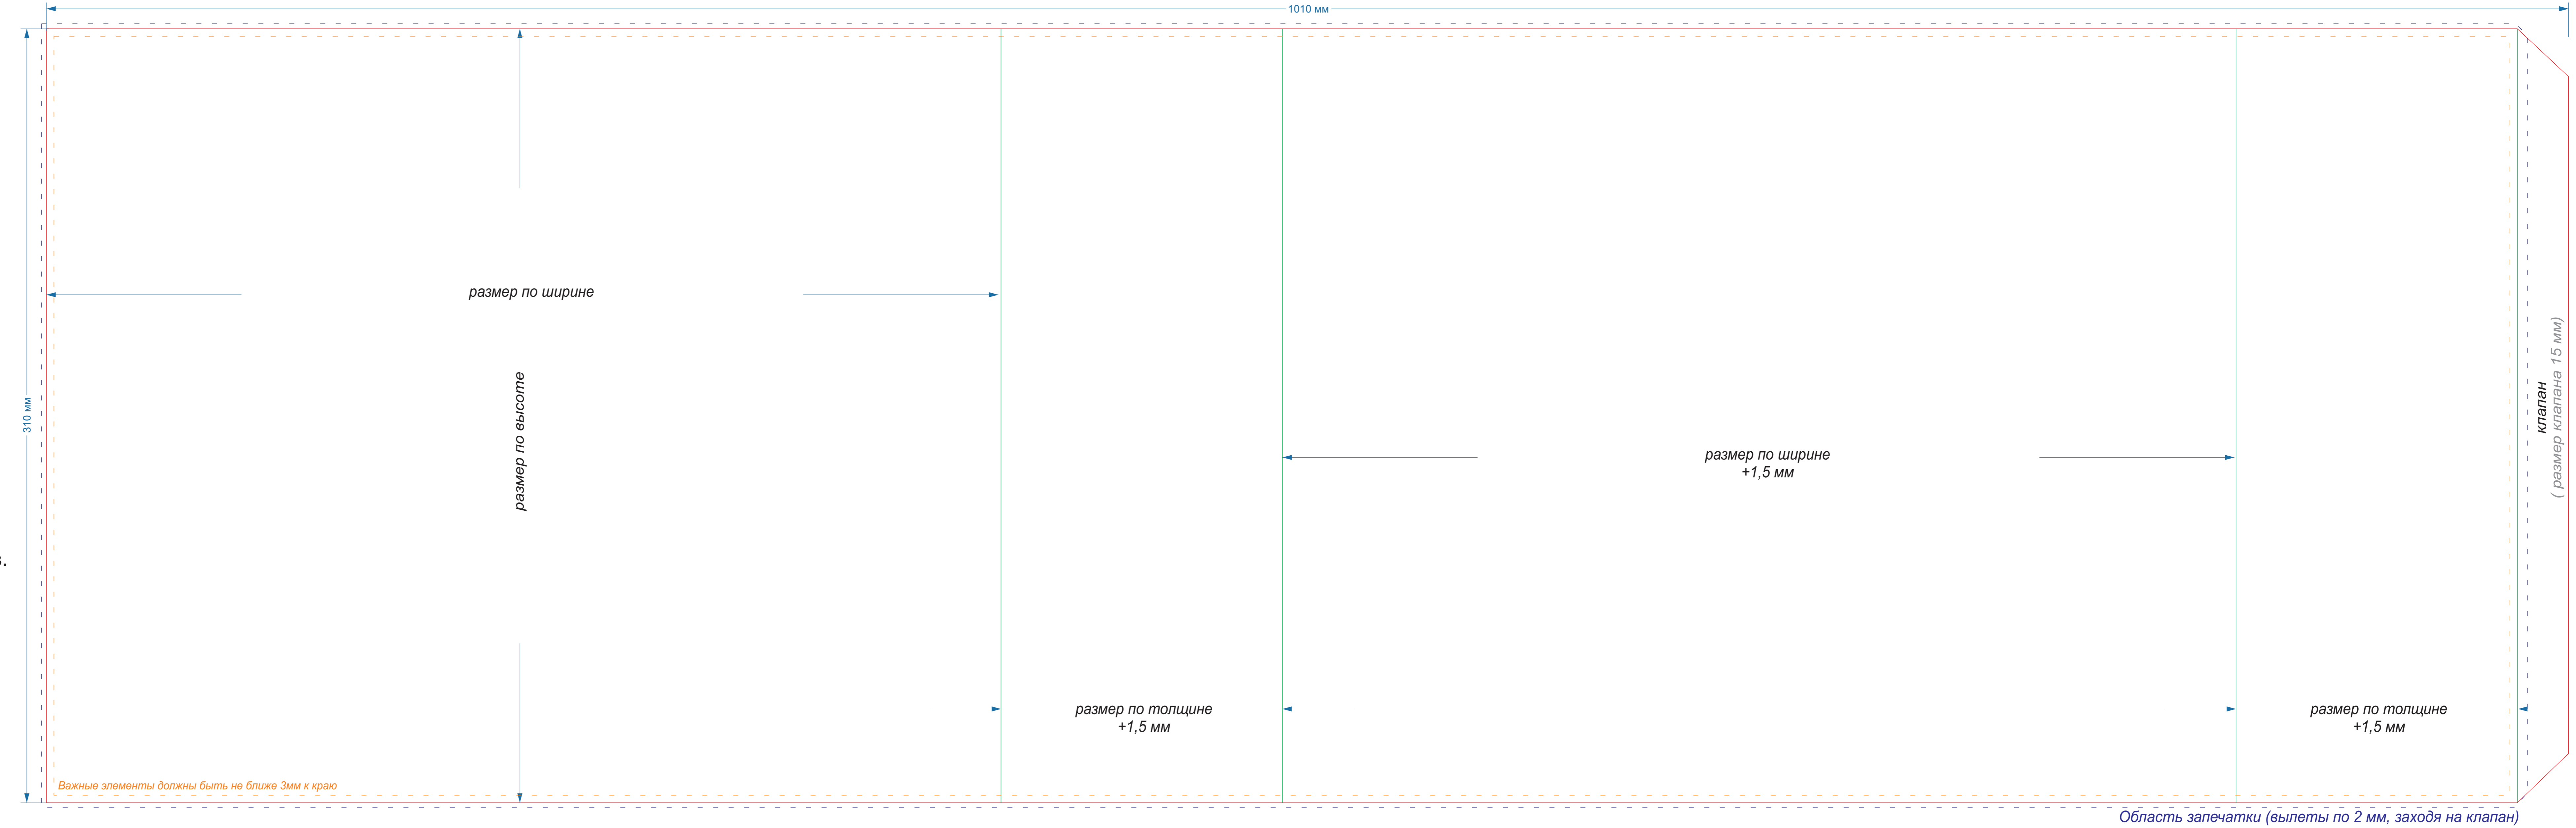 1010 мм
размер по ширине
310 мм
размер по высоте
размер по ширине
+1,5 мм
клапан
( размер клапана 15 мм)
размер по толщине
+1,5 мм
размер по толщине
+1,5 мм
Важные элементы должны быть не ближе 3мм к краю
Область запечатки (вылеты по 2 мм, заходя на клапан)